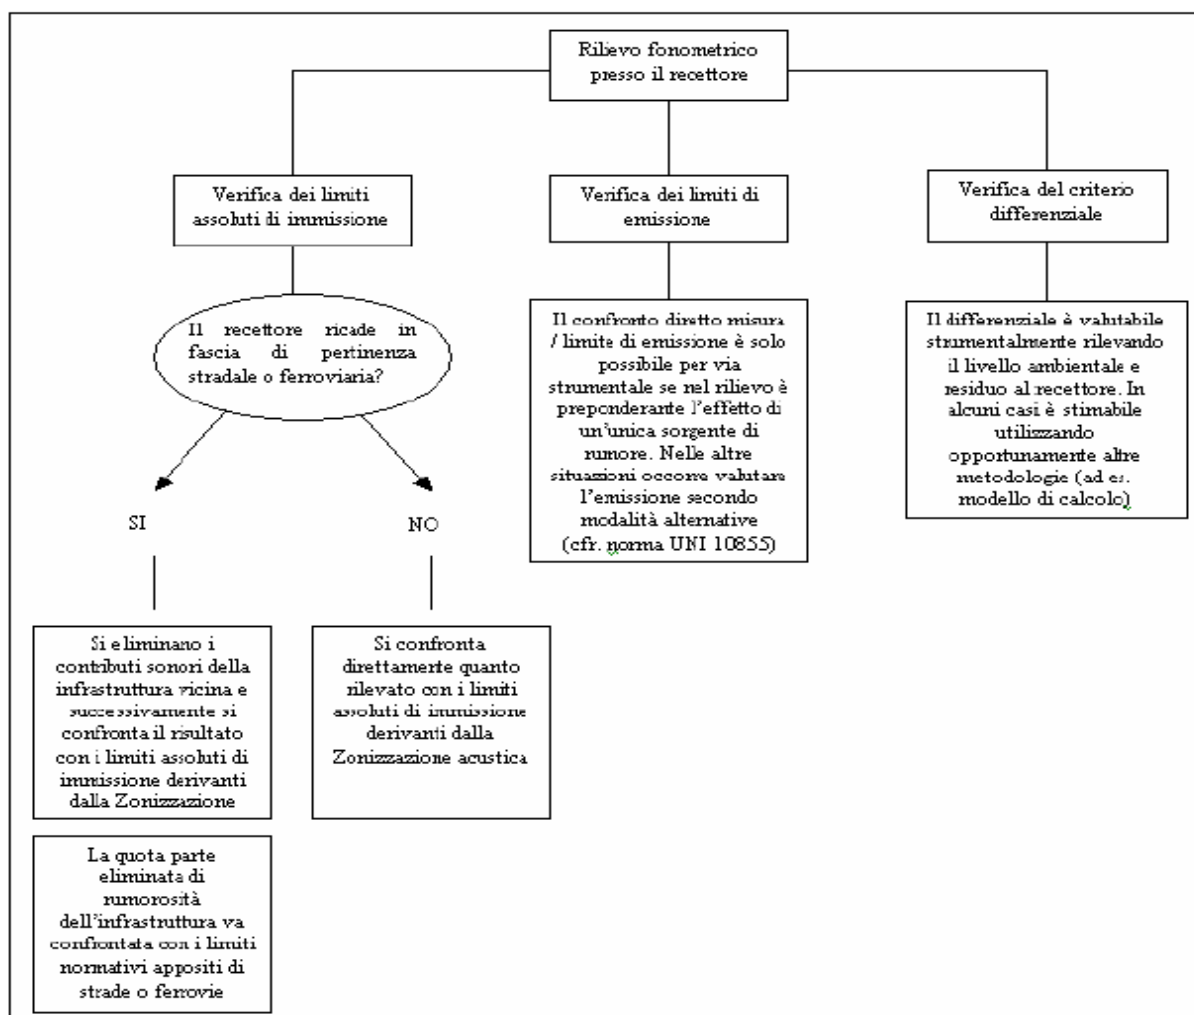 Rilievo fonometrico
presso il recettore
Verifica dei limiti
assoluti di immissione
Verifica dei limiti di
emissione
Verifica del criterio
differenziale
Il recettore ricade in
fascia di pertinenza
stradale o ferroviaria?
Il confronto diretto misura
/ limite di emissione è solo
possibile per via
strumentale se nel rilievo è
preponderante l'effetto di
un'unica sorgente di
rumore. Nelle altre
situazioni occorre valutare
l'emissione secondo
modalità alternative
(cfr. norma UNI 10855)
Il differenziale è valutabile
strumentalmente rilevando
il livello ambientale e
residuo al recettore. In
alcuni casi è stimabile
utilizzando
opportunamente altre
metodologie (ad es.
modello di calcolo)
SI
NO
Si eliminano i
contributi sonori della
infrastruttura vicina e
successivamente si
confronta il risultato
con i limiti assoluti di
immissione derivanti
dalla Zonizzazione
Si confronta
direttamente quanto
rilevato con i limiti
assoluti di immissione
derivanti dalla
Zonizzazione acustica
La quota parte
eliminata di
rumorosità
dell'infrastruttura va
confrontata con i limiti
normativi appositi di
strade o ferrovie